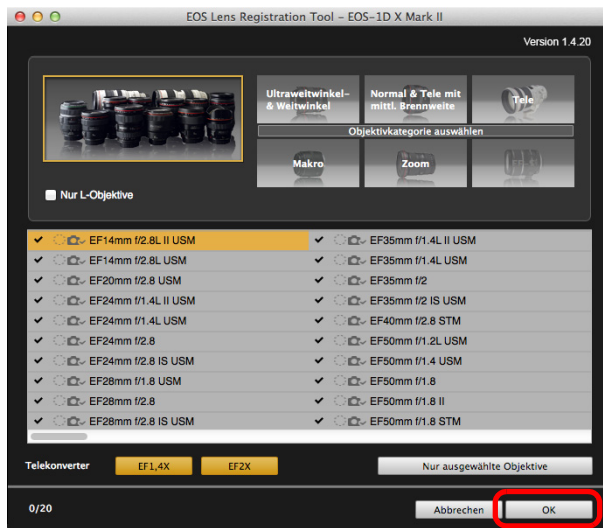 EOS Lens Registration Tool – EOS-1D X Mark II
Version 1.4.20
Ultraweitwinkel-
& Weitwinkel
Normal & Tele mit
mittl. Brennweite
Tele
Objektivkategorie auswählen
Makro
Zoom
Nur L-Objektive
EF14mm f/2.8L II USM
EF14mm f/2.8L USM
EF20mm f/2.8 USM
EF24mm f/1.4L II USM
EF24mm f/1.4L USM
EF24mm f/2.8
EF24mm f/2.8 IS USM
EF28mm f/1.8 USM
EF28mm f/2.8
EF28mm f/2.8 IS USM
EF35mm f/1.4L II USM
EF35mm f/1.4L USM
EF35mm f/2
EF35mm f/2 IS USM
EF40mm f/2.8 STM
EF50mm f/1.2L USM
EF50mm f/1.4 USM
EF50mm f/1.8
EF50mm f/1.8 II
EF50mm f/1.8 STM
Telekonverter
EF1,4X
EF2X
Nur ausgewählte Objektive
0/20
Abbrechen
OK